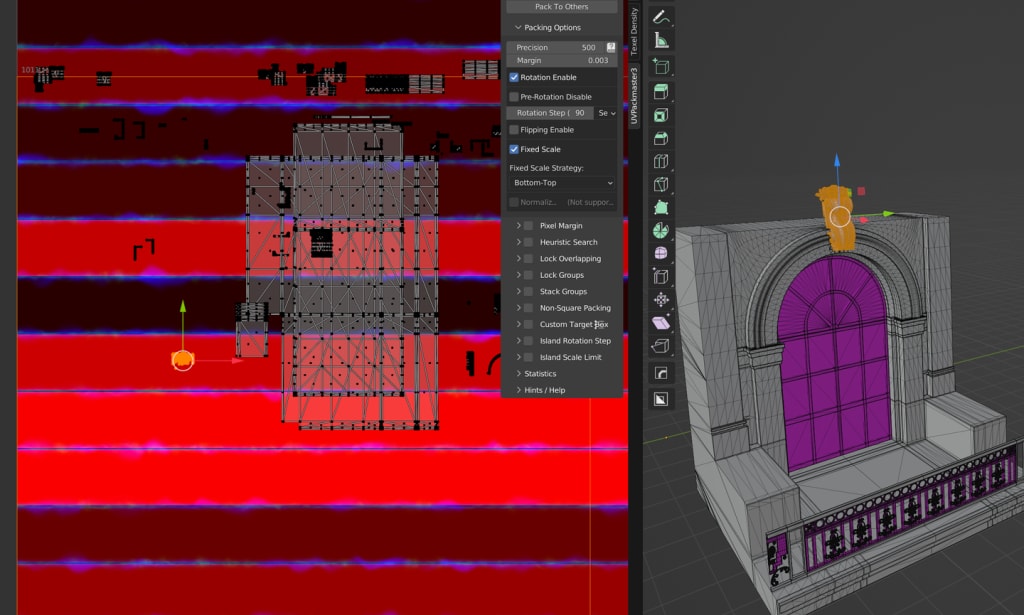 Pack To Others
Packing Options
Precision 500
Margin 0.003
Rotation Enable
Pre-Rotation Disable
Rotation Step ( 90 Se
Flipping Enable
Fixed Scale
Fixed Scale Strategy:
Bottom-Top
Normaliz... (Not suppor...
Pixel Margin
Heuristic Search
Lock Overlapping
Lock Groups
Stack Groups
Non-Square Packing
Custom Target Box
Island Rotation Step
Island Scale Limit
Statistics
Hints / Help
Texel Density
UVPackmaster3